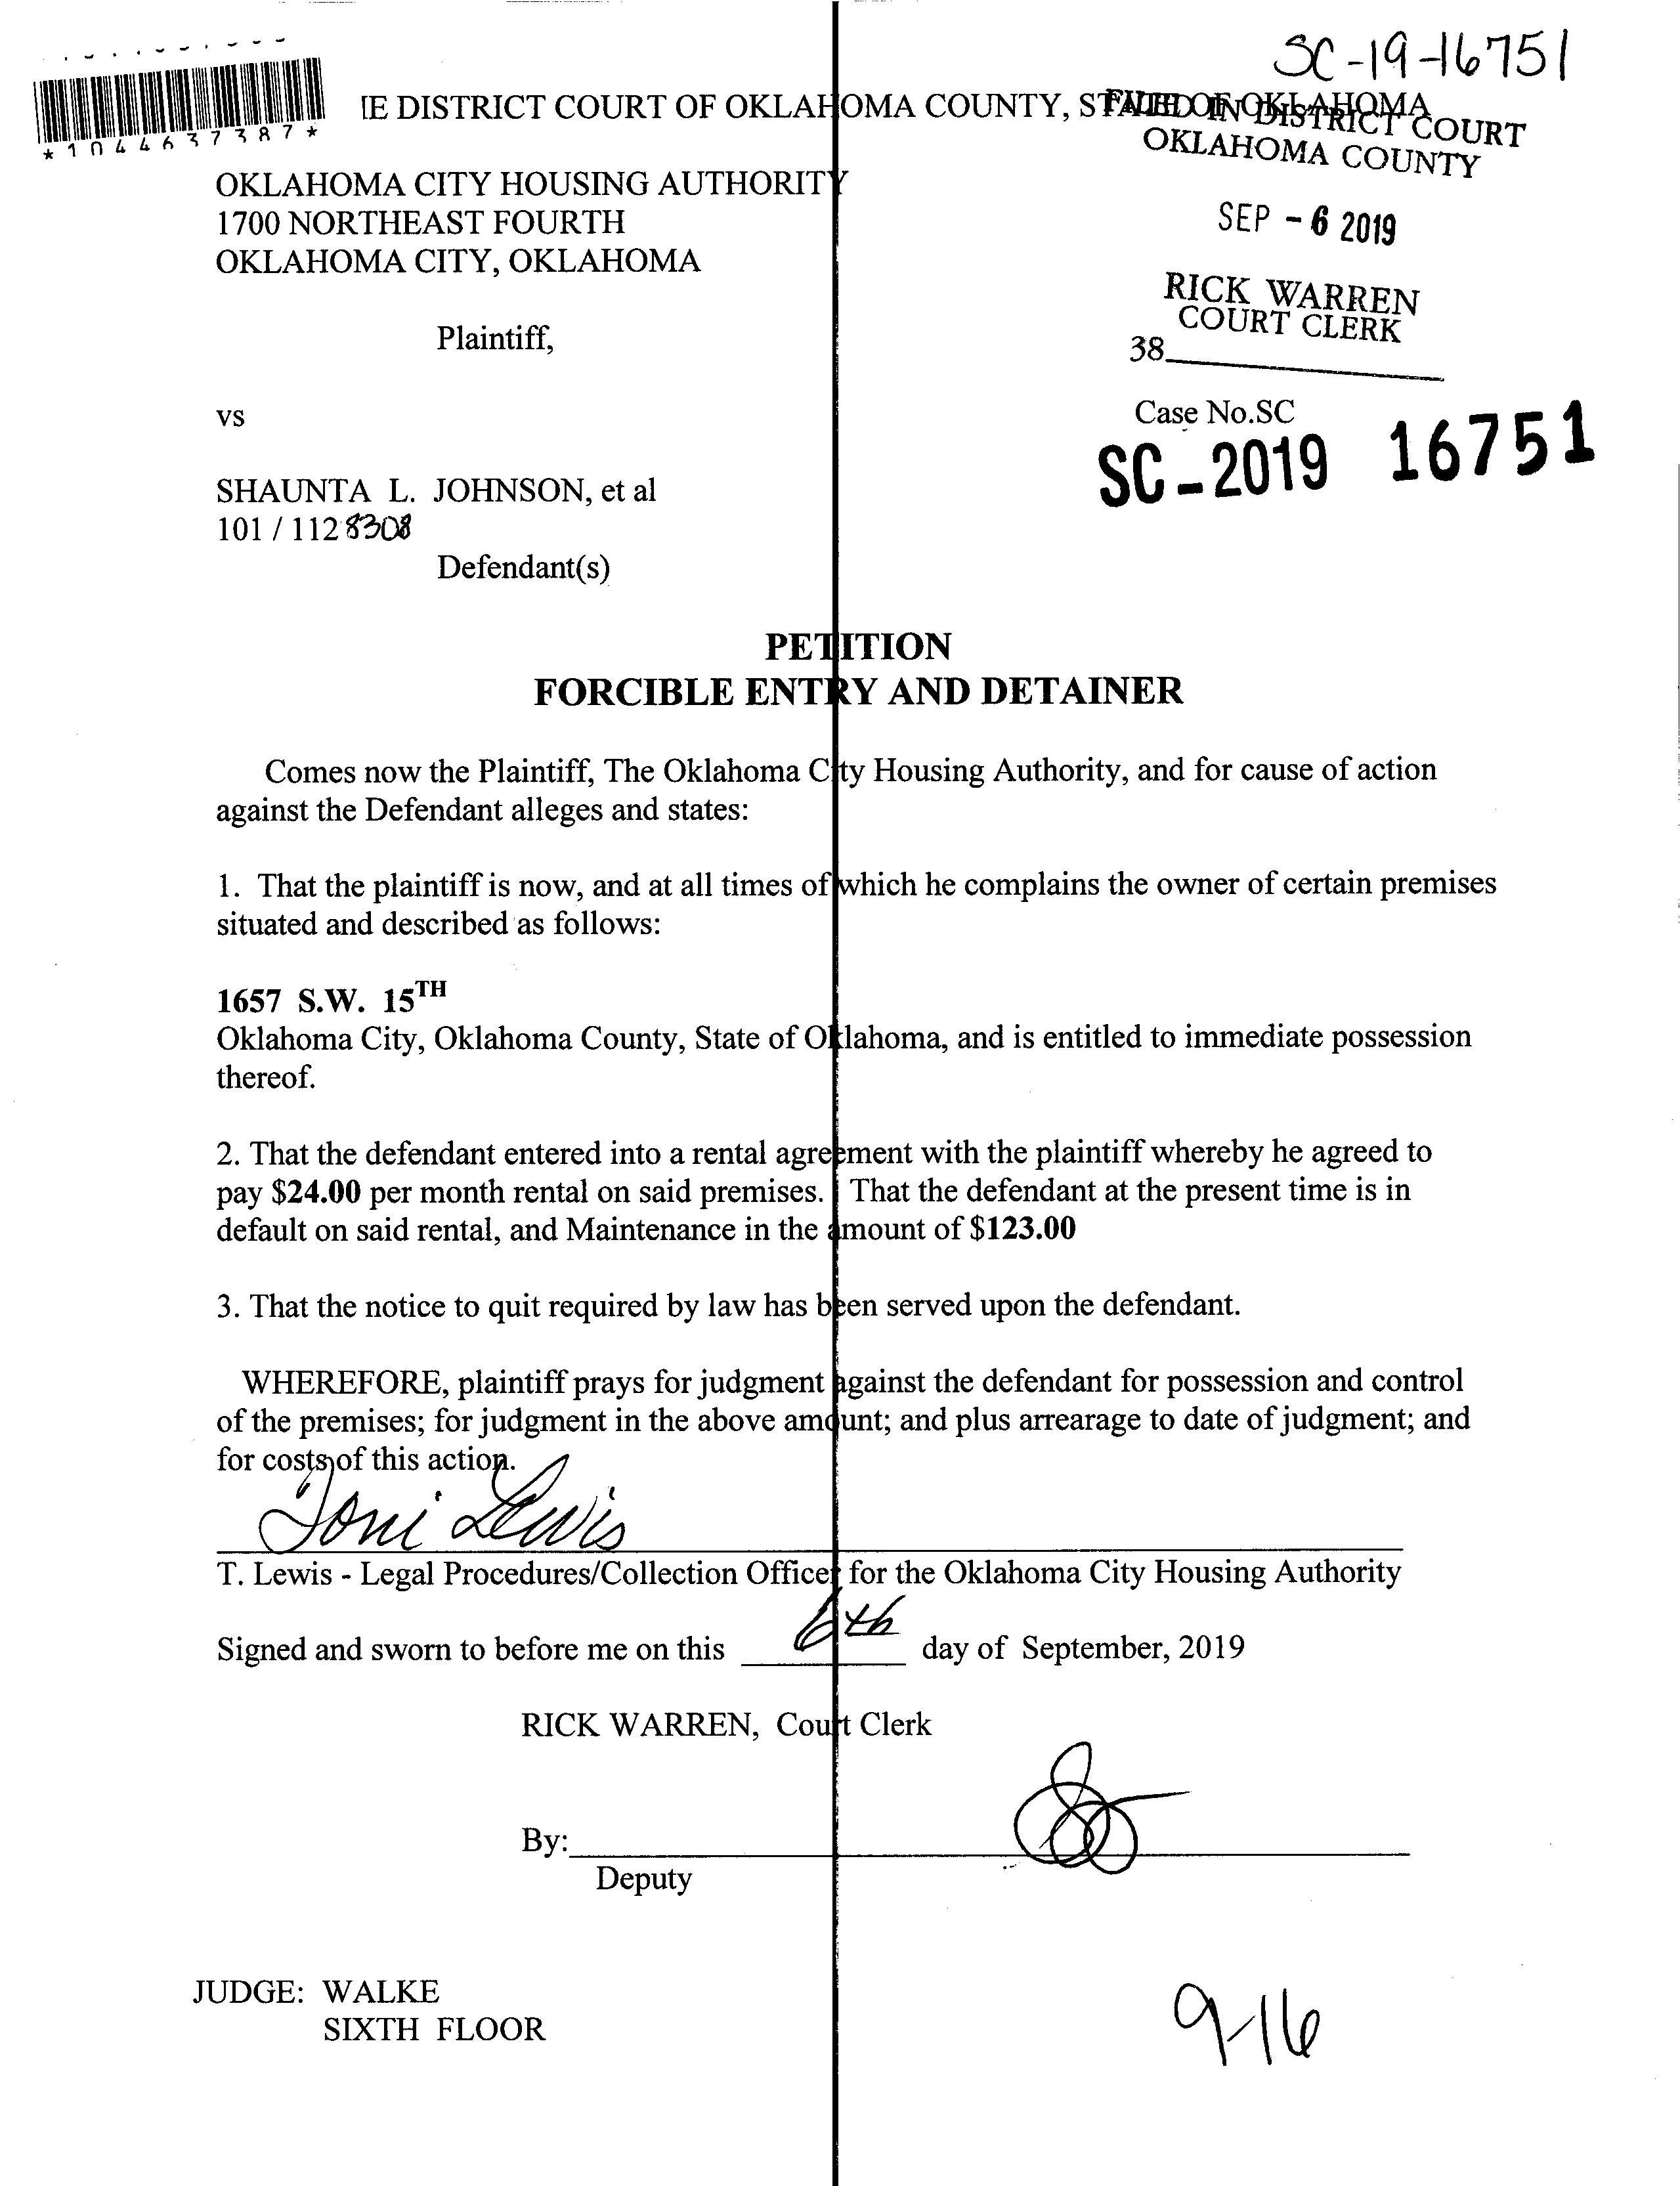 SC-19-16751
*1044637387*
IE DISTRICT COURT OF OKLAHOMA COUNTY, STATE OF OKLAHOMA
FILED IN DISTRICT COURT
OKLAHOMA COUNTY
OKLAHOMA CITY HOUSING AUTHORITY
1700 NORTHEAST FOURTH
OKLAHOMA CITY, OKLAHOMA
SEP - 6 2019
RICK WARREN
COURT CLERK
38
Plaintiff,
vs
Case No.SC
SC-2019 16751
SHAUNTA L. JOHNSON, et al
101 / 112 8308
Defendant(s)
PETITION
FORCIBLE ENTRY AND DETAINER
Comes now the Plaintiff, The Oklahoma City Housing Authority, and for cause of action
against the Defendant alleges and states:
1. That the plaintiff is now, and at all times of which he complains the owner of certain premises
situated and described as follows:
1657 S.W. 15TH
Oklahoma City, Oklahoma County, State of Oklahoma, and is entitled to immediate possession
thereof.
2. That the defendant entered into a rental agreement with the plaintiff whereby he agreed to
pay $24.00 per month rental on said premises. That the defendant at the present time is in
default on said rental, and Maintenance in the amount of $123.00
3. That the notice to quit required by law has been served upon the defendant.
WHEREFORE, plaintiff prays for judgment against the defendant for possession and control
of the premises; for judgment in the above amount; and plus arrearage to date of judgment; and
for costs of this action.
Toni Lewis
T. Lewis - Legal Procedures/Collection Officer for the Oklahoma City Housing Authority
Signed and sworn to before me on this 6th day of September, 2019
RICK WARREN, Court Clerk
By:
Deputy
JUDGE: WALKE
SIXTH FLOOR
9-16